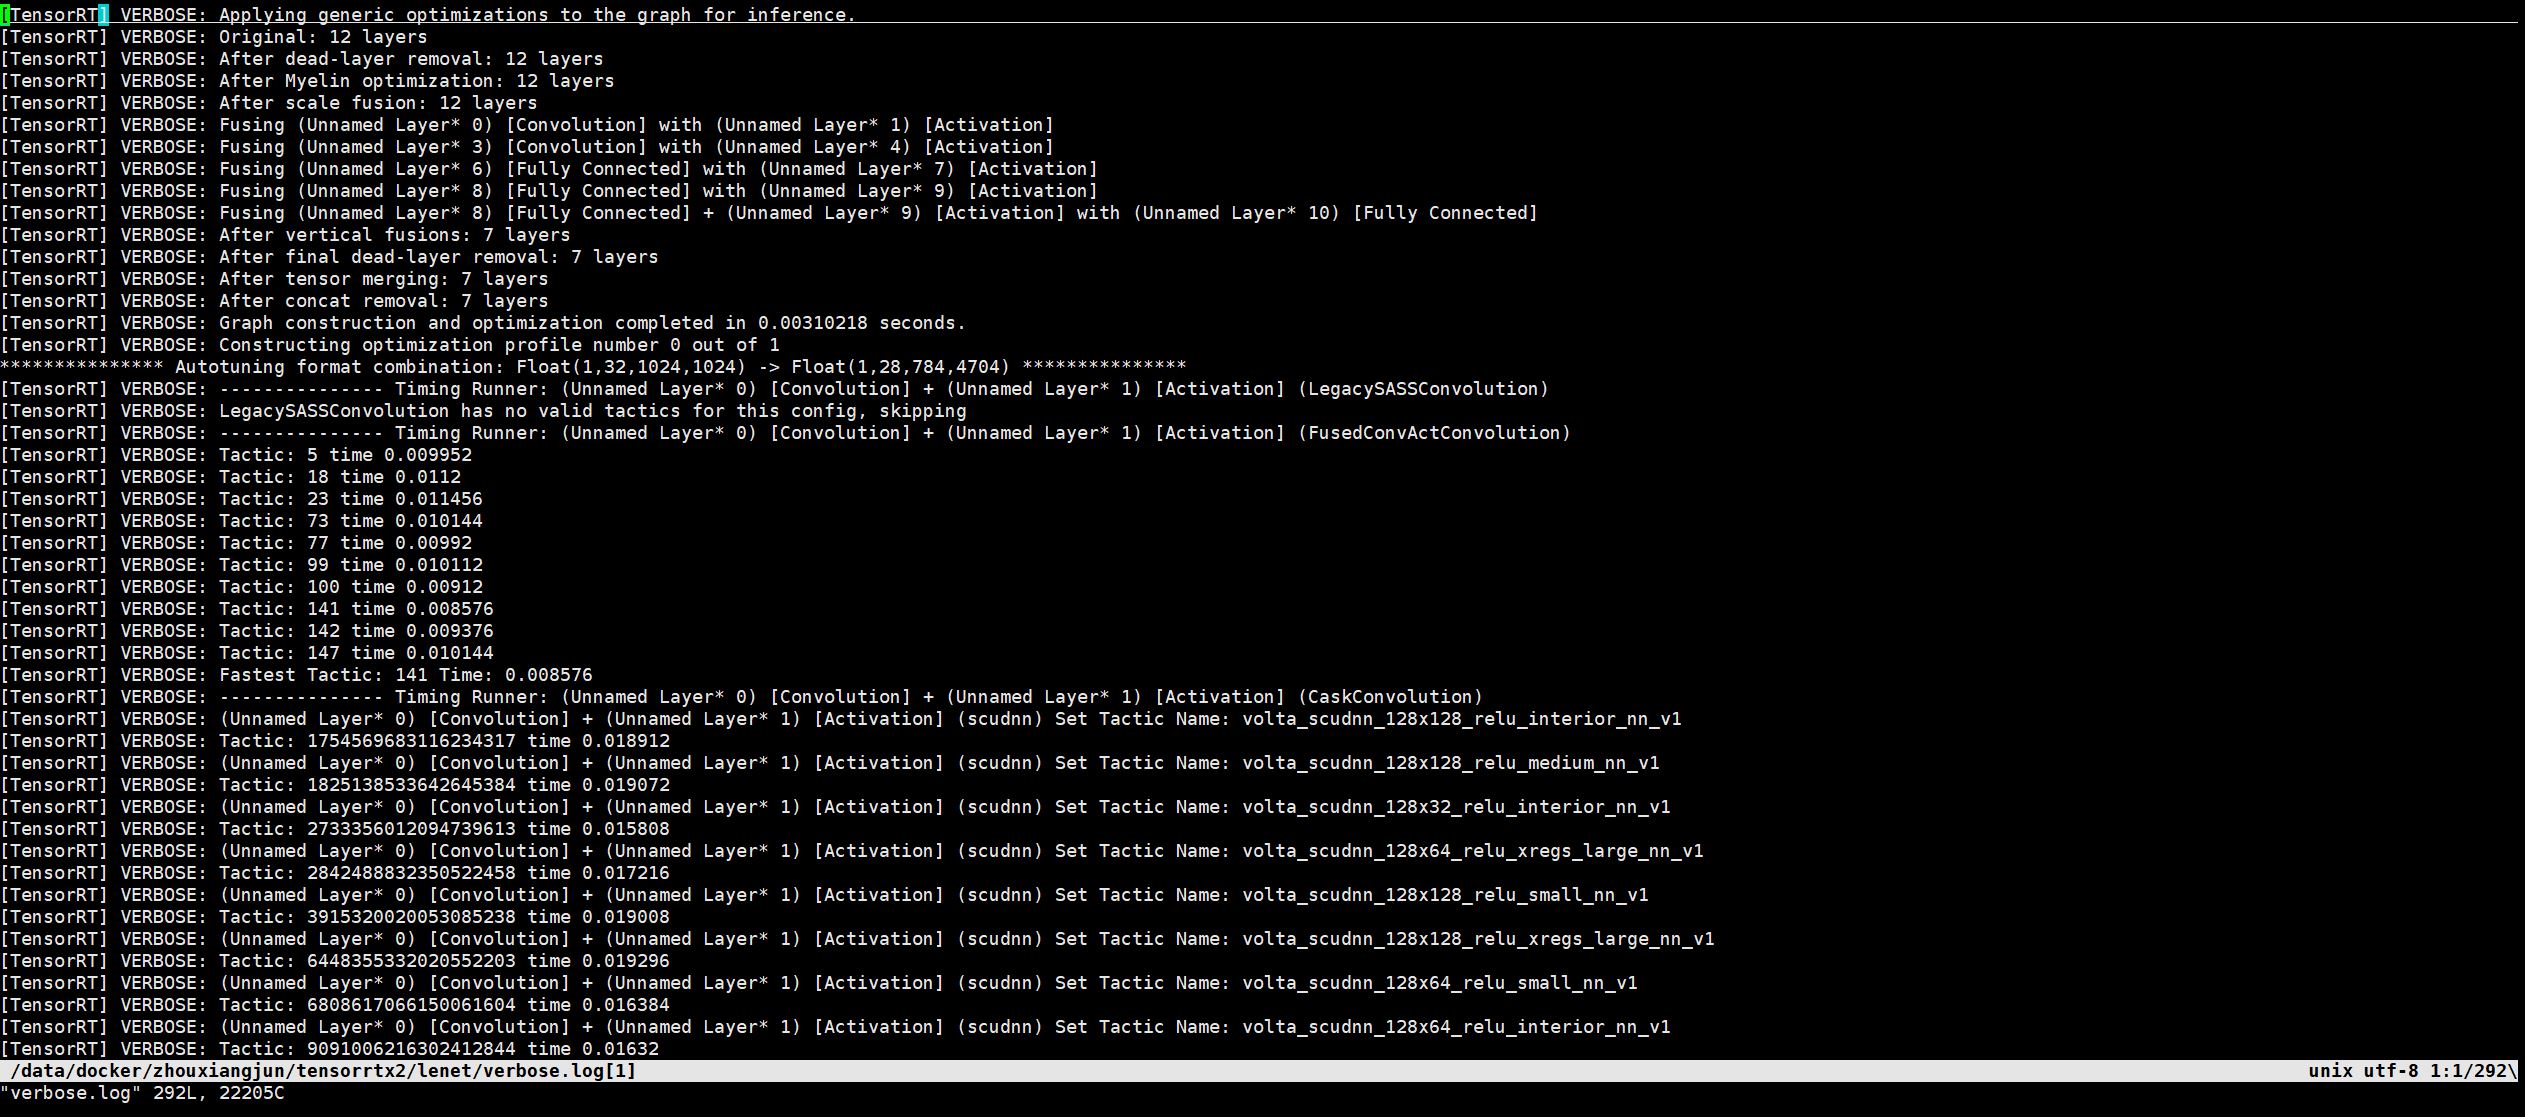 [TensorRT] VERBOSE: Applying generic optimizations to the graph for inference.
[TensorRT] VERBOSE: Original: 12 layers
[TensorRT] VERBOSE: After dead-layer removal: 12 layers
[TensorRT] VERBOSE: After Myelin optimization: 12 layers
[TensorRT] VERBOSE: After scale fusion: 12 layers
[TensorRT] VERBOSE: Fusing (Unnamed Layer* 0) [Convolution] with (Unnamed Layer* 1) [Activation]
[TensorRT] VERBOSE: Fusing (Unnamed Layer* 3) [Convolution] with (Unnamed Layer* 4) [Activation]
[TensorRT] VERBOSE: Fusing (Unnamed Layer* 6) [Fully Connected] with (Unnamed Layer* 7) [Activation]
[TensorRT] VERBOSE: Fusing (Unnamed Layer* 8) [Fully Connected] with (Unnamed Layer* 9) [Activation]
[TensorRT] VERBOSE: Fusing (Unnamed Layer* 8) [Fully Connected] + (Unnamed Layer* 9) [Activation] with (Unnamed Layer* 10) [Fully Connected]
[TensorRT] VERBOSE: After vertical fusions: 7 layers
[TensorRT] VERBOSE: After final dead-layer removal: 7 layers
[TensorRT] VERBOSE: After tensor merging: 7 layers
[TensorRT] VERBOSE: After concat removal: 7 layers
[TensorRT] VERBOSE: Graph construction and optimization completed in 0.00310218 seconds.
[TensorRT] VERBOSE: Constructing optimization profile number 0 out of 1
*************** Autotuning format combination: Float(1,32,1024,1024) -> Float(1,28,784,4704) ***************
[TensorRT] VERBOSE: --------------- Timing Runner: (Unnamed Layer* 0) [Convolution] + (Unnamed Layer* 1) [Activation] (LegacySASSConvolution)
[TensorRT] VERBOSE: LegacySASSConvolution has no valid tactics for this config, skipping
[TensorRT] VERBOSE: --------------- Timing Runner: (Unnamed Layer* 0) [Convolution] + (Unnamed Layer* 1) [Activation] (FusedConvActConvolution)
[TensorRT] VERBOSE: Tactic: 5 time 0.009952
[TensorRT] VERBOSE: Tactic: 18 time 0.0112
[TensorRT] VERBOSE: Tactic: 23 time 0.011456
[TensorRT] VERBOSE: Tactic: 73 time 0.010144
[TensorRT] VERBOSE: Tactic: 77 time 0.00992
[TensorRT] VERBOSE: Tactic: 99 time 0.010112
[TensorRT] VERBOSE: Tactic: 100 time 0.00912
[TensorRT] VERBOSE: Tactic: 141 time 0.008576
[TensorRT] VERBOSE: Tactic: 142 time 0.009376
[TensorRT] VERBOSE: Tactic: 147 time 0.010144
[TensorRT] VERBOSE: Fastest Tactic: 141 Time: 0.008576
[TensorRT] VERBOSE: --------------- Timing Runner: (Unnamed Layer* 0) [Convolution] + (Unnamed Layer* 1) [Activation] (CaskConvolution)
[TensorRT] VERBOSE: (Unnamed Layer* 0) [Convolution] + (Unnamed Layer* 1) [Activation] (scudnn) Set Tactic Name: volta_scudnn_128x128_relu_interior_nn_v1
[TensorRT] VERBOSE: Tactic: 1754569683116234317 time 0.018912
[TensorRT] VERBOSE: (Unnamed Layer* 0) [Convolution] + (Unnamed Layer* 1) [Activation] (scudnn) Set Tactic Name: volta_scudnn_128x128_relu_medium_nn_v1
[TensorRT] VERBOSE: Tactic: 1825138533642645384 time 0.019072
[TensorRT] VERBOSE: (Unnamed Layer* 0) [Convolution] + (Unnamed Layer* 1) [Activation] (scudnn) Set Tactic Name: volta_scudnn_128x32_relu_interior_nn_v1
[TensorRT] VERBOSE: Tactic: 2733356012094739613 time 0.015808
[TensorRT] VERBOSE: (Unnamed Layer* 0) [Convolution] + (Unnamed Layer* 1) [Activation] (scudnn) Set Tactic Name: volta_scudnn_128x64_relu_xregs_large_nn_v1
[TensorRT] VERBOSE: Tactic: 2842488832350522458 time 0.017216
[TensorRT] VERBOSE: (Unnamed Layer* 0) [Convolution] + (Unnamed Layer* 1) [Activation] (scudnn) Set Tactic Name: volta_scudnn_128x128_relu_small_nn_v1
[TensorRT] VERBOSE: Tactic: 3915320020053085238 time 0.019008
[TensorRT] VERBOSE: (Unnamed Layer* 0) [Convolution] + (Unnamed Layer* 1) [Activation] (scudnn) Set Tactic Name: volta_scudnn_128x128_relu_xregs_large_nn_v1
[TensorRT] VERBOSE: Tactic: 6448355332020552203 time 0.019296
[TensorRT] VERBOSE: (Unnamed Layer* 0) [Convolution] + (Unnamed Layer* 1) [Activation] (scudnn) Set Tactic Name: volta_scudnn_128x64_relu_small_nn_v1
[TensorRT] VERBOSE: Tactic: 6808617066150061604 time 0.016384
[TensorRT] VERBOSE: (Unnamed Layer* 0) [Convolution] + (Unnamed Layer* 1) [Activation] (scudnn) Set Tactic Name: volta_scudnn_128x64_relu_interior_nn_v1
[TensorRT] VERBOSE: Tactic: 9091006216302412844 time 0.01632
/data/docker/zhouxiangjun/tensorrtx2/lenet/verbose.log[1] unix utf-8 1:1/292\
"verbose.log" 292L, 22205C